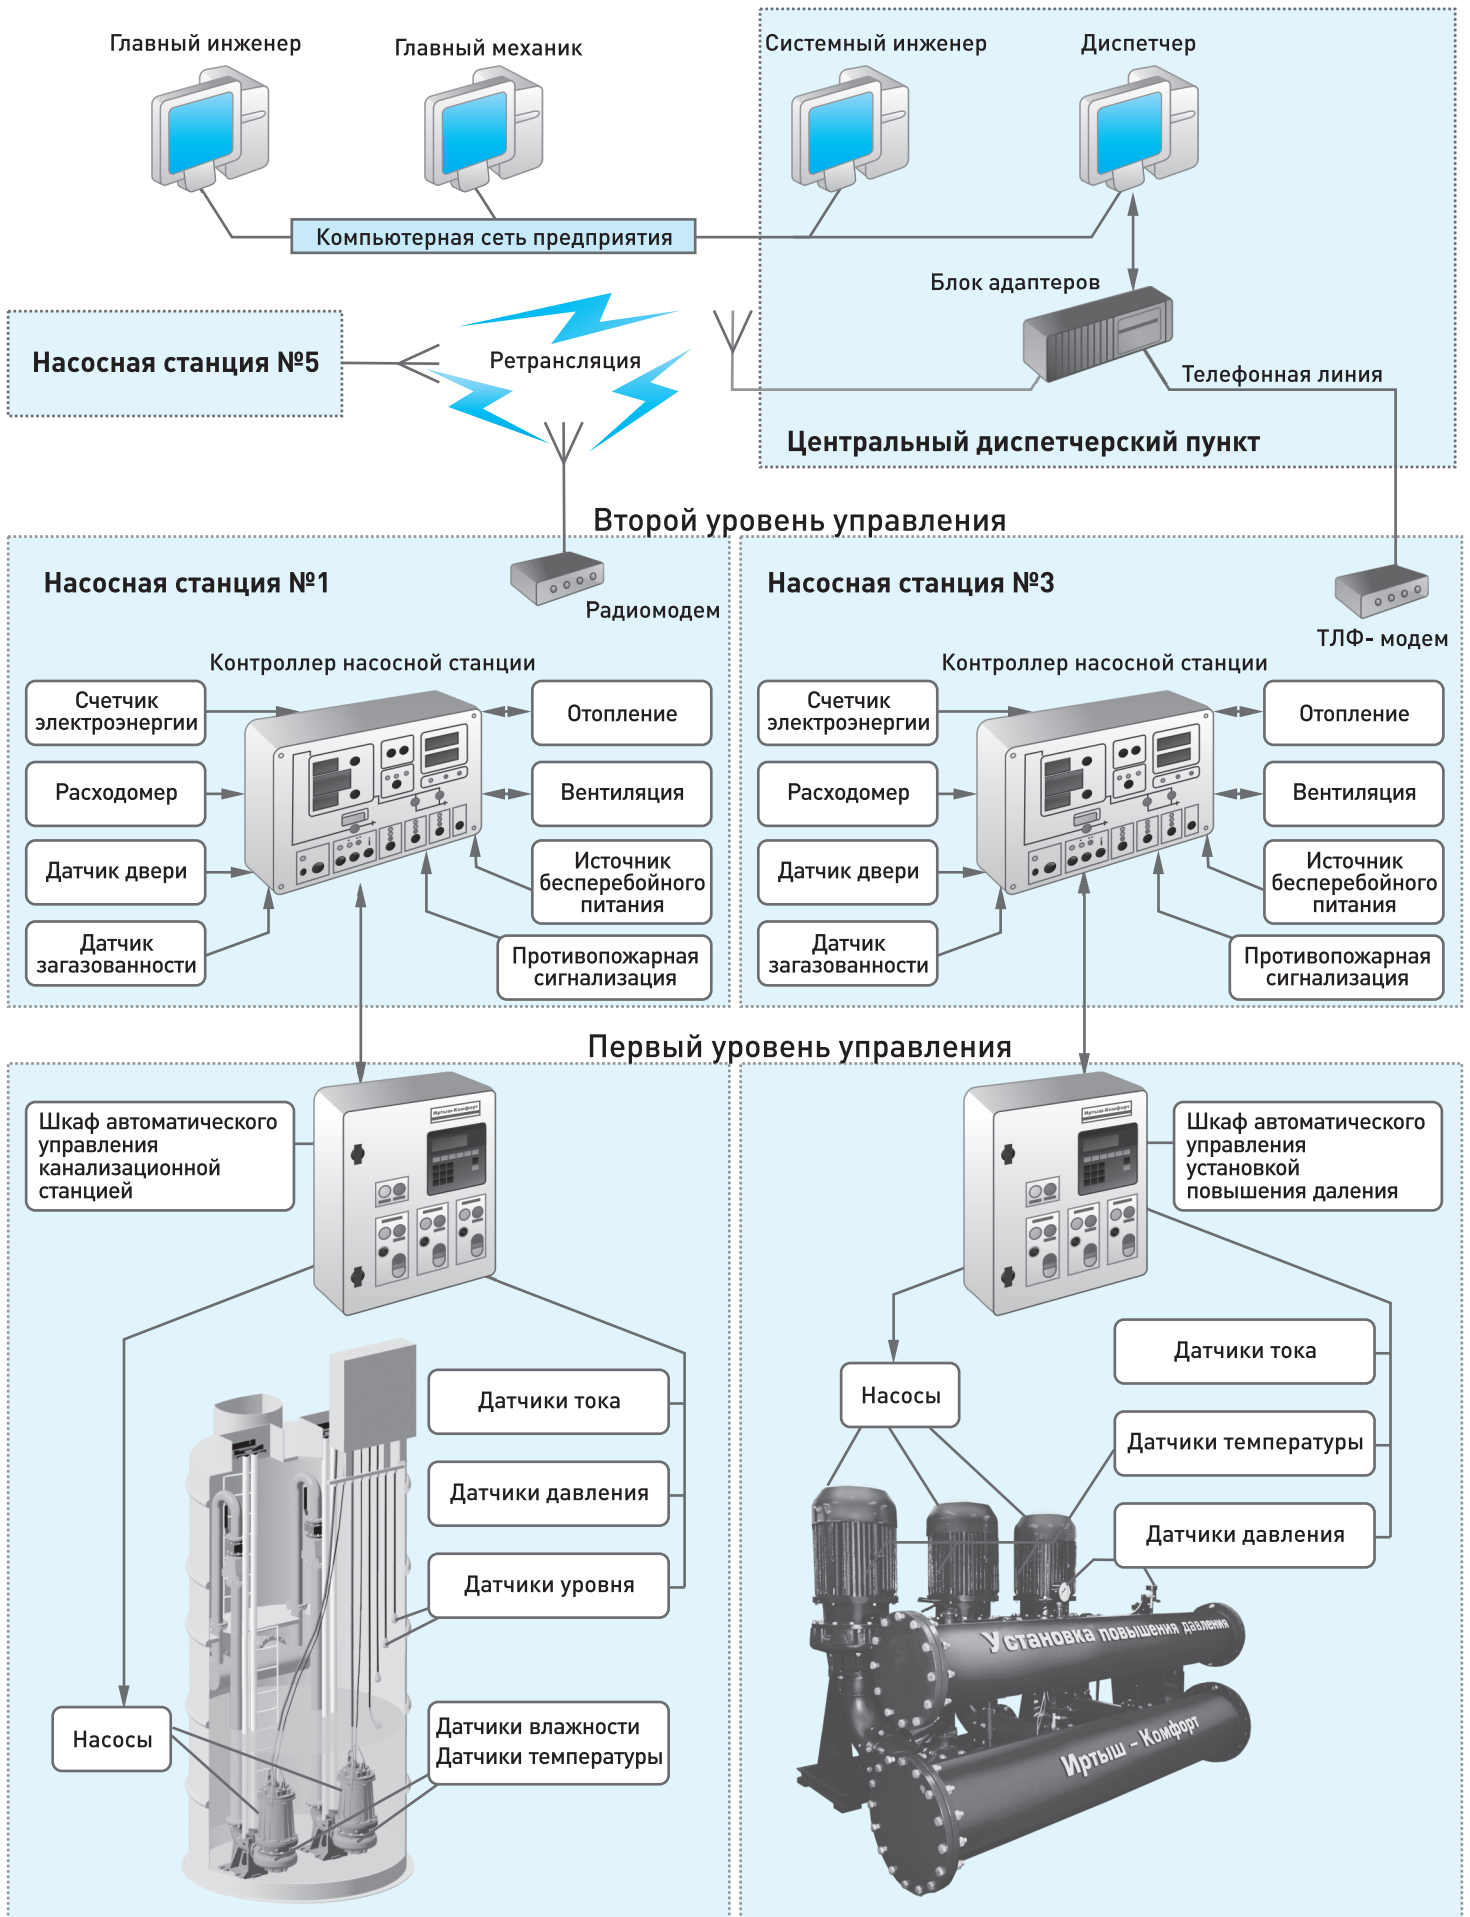 Главный инженер
Главный механик
Системный инженер
Диспетчер
Компьютерная сеть предприятия
Блок адаптеров
Насосная станция №5
Ретрансляция
Телефонная линия
Центральный диспетчерский пункт
Второй уровень управления
Насосная станция №1
Радиомодем
Контроллер насосной станции
Счетчик
электроэнергии
Отопление
Расходомер
Вентиляция
Датчик двери
Источник
бесперебойного
питания
Датчик
загазованности
Противопожарная
сигнализация
Насосная станция №3
ТЛФ- модем
Контроллер насосной станции
Счетчик
электроэнергии
Отопление
Расходомер
Вентиляция
Датчик двери
Источник
бесперебойного
питания
Датчик
загазованности
Противопожарная
сигнализация
Первый уровень управления
Шкаф автоматического
управления
канализационной
станцией
Иртыш-Комфорт
Датчики тока
Датчики давления
Датчики уровня
Насосы
Датчики влажности
Датчики температуры
Иртыш-Комфорт
Шкаф автоматического
управления
установкой
повышения даления
Датчики тока
Насосы
Датчики температуры
Датчики давления
Установка повышения давления
Иртыш - Комфорт